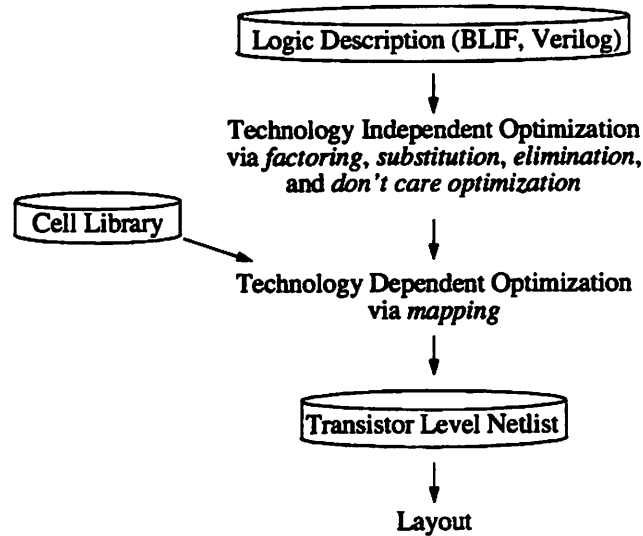 Logic Description (BLIF, Verilog)
Technology Independent Optimization
via factoring, substitution, elimination,
and don't care optimization
Cell Library
Technology Dependent Optimization
via mapping
Transistor Level Netlist
Layout